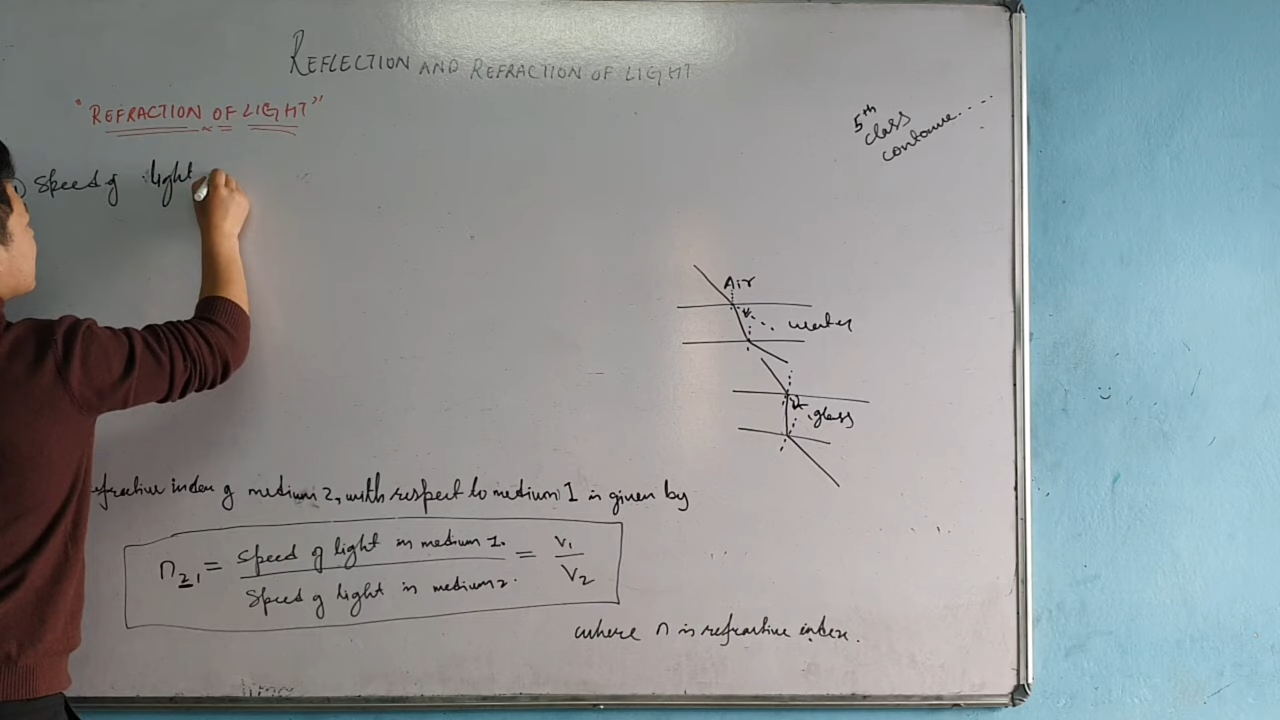 REFLECTION AND REFRACTION OF LIGHT
"REFRACTION OF LIGHT"
5th
class
continue....
speed of light
Air
water
glass
efractive index of medium 2, with respect to medium 1 is given by
n21 = speed of light in medium 1. / speed of light in medium 2. = v1 / v2
where n is refractive index.